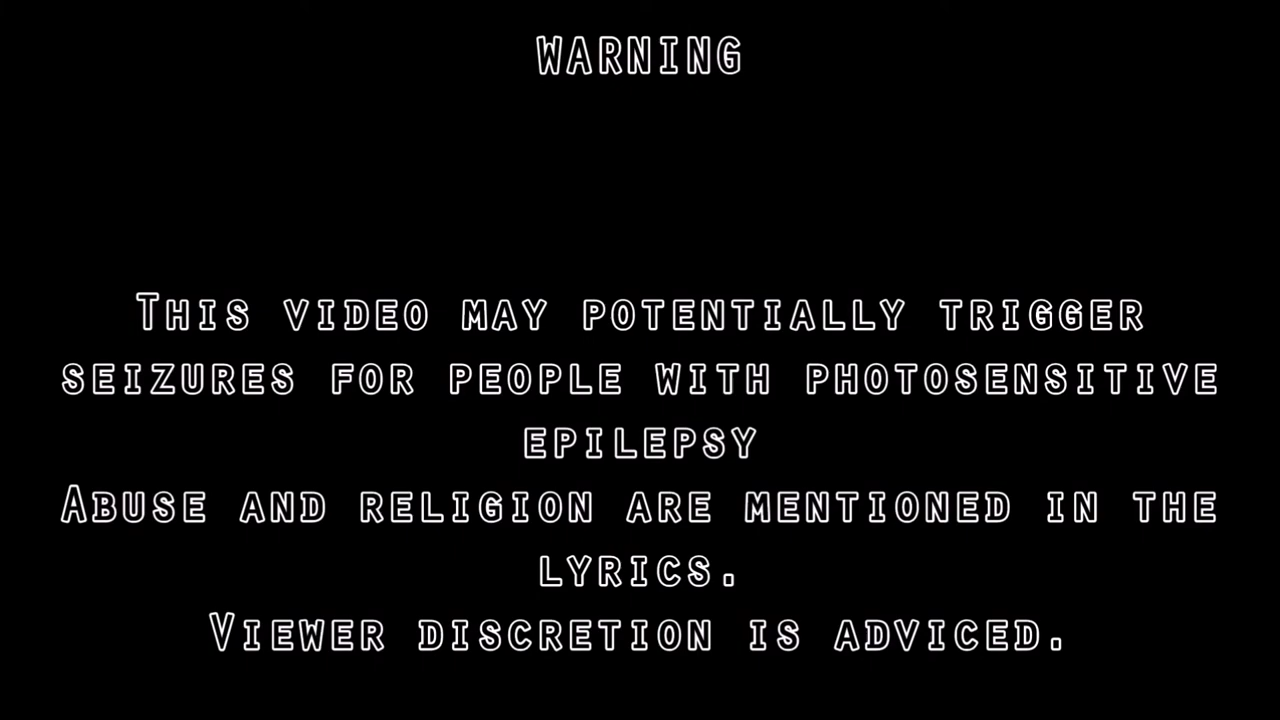 WARNING
This video may potentially trigger
seizures for people with photosensitive
epilepsy
Abuse and religion are mentioned in the
lyrics.
Viewer discretion is adviced.